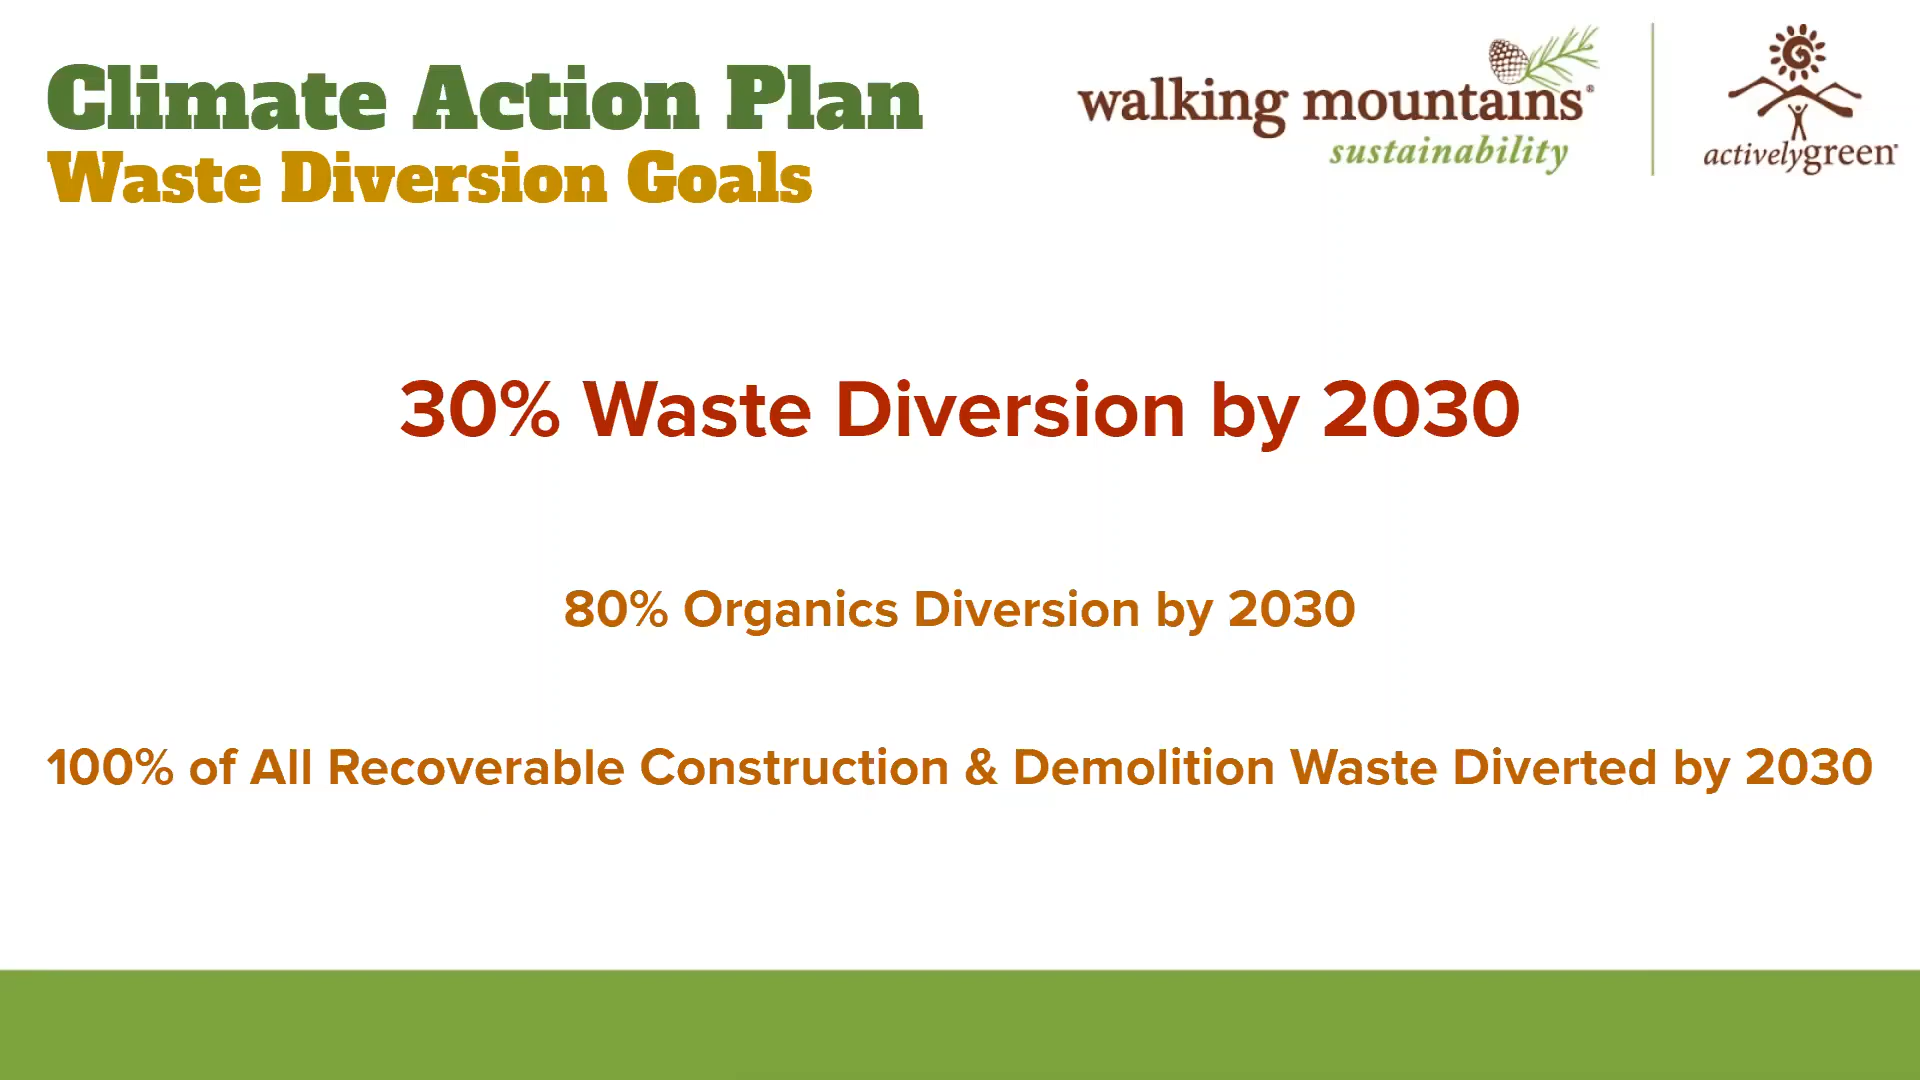 Climate Action Plan
Waste Diversion Goals
walking mountains®
sustainability
activelygreen
30% Waste Diversion by 2030
80% Organics Diversion by 2030
100% of All Recoverable Construction & Demolition Waste Diverted by 2030